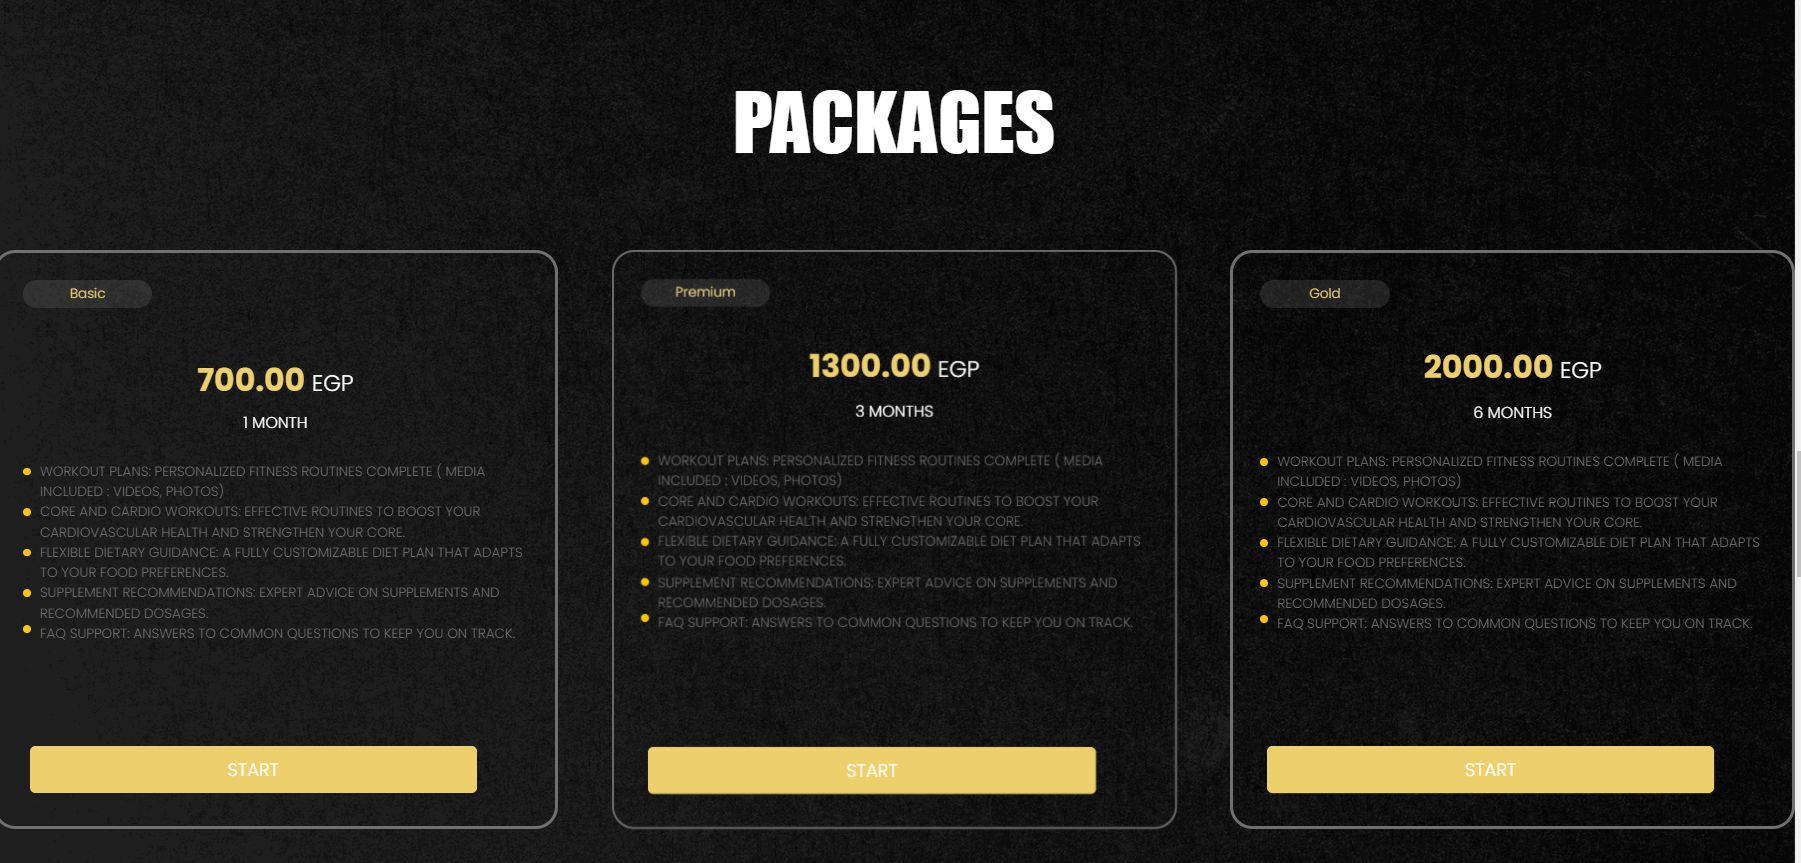 PACKAGES
Basic
700.00 EGP
1 MONTH
WORKOUT PLANS: PERSONALIZED FITNESS ROUTINES COMPLETE ( MEDIA
INCLUDED : VIDEOS, PHOTOS)
CORE AND CARDIO WORKOUTS: EFFECTIVE ROUTINES TO BOOST YOUR
CARDIOVASCULAR HEALTH AND STRENGTHEN YOUR CORE.
FLEXIBLE DIETARY GUIDANCE: A FULLY CUSTOMIZABLE DIET PLAN THAT ADAPTS
TO YOUR FOOD PREFERENCES.
SUPPLEMENT RECOMMENDATIONS: EXPERT ADVICE ON SUPPLEMENTS AND
RECOMMENDED DOSAGES.
FAQ SUPPORT: ANSWERS TO COMMON QUESTIONS TO KEEP YOU ON TRACK.
START
Premium
1300.00 EGP
3 MONTHS
WORKOUT PLANS: PERSONALIZED FITNESS ROUTINES COMPLETE ( MEDIA
INCLUDED : VIDEOS, PHOTOS)
CORE AND CARDIO WORKOUTS: EFFECTIVE ROUTINES TO BOOST YOUR
CARDIOVASCULAR HEALTH AND STRENGTHEN YOUR CORE.
FLEXIBLE DIETARY GUIDANCE: A FULLY CUSTOMIZABLE DIET PLAN THAT ADAPTS
TO YOUR FOOD PREFERENCES.
SUPPLEMENT RECOMMENDATIONS: EXPERT ADVICE ON SUPPLEMENTS AND
RECOMMENDED DOSAGES.
FAQ SUPPORT: ANSWERS TO COMMON QUESTIONS TO KEEP YOU ON TRACK.
START
Gold
2000.00 EGP
6 MONTHS
WORKOUT PLANS: PERSONALIZED FITNESS ROUTINES COMPLETE ( MEDIA
INCLUDED : VIDEOS, PHOTOS)
CORE AND CARDIO WORKOUTS: EFFECTIVE ROUTINES TO BOOST YOUR
CARDIOVASCULAR HEALTH AND STRENGTHEN YOUR CORE.
FLEXIBLE DIETARY GUIDANCE: A FULLY CUSTOMIZABLE DIET PLAN THAT ADAPTS
TO YOUR FOOD PREFERENCES.
SUPPLEMENT RECOMMENDATIONS: EXPERT ADVICE ON SUPPLEMENTS AND
RECOMMENDED DOSAGES.
FAQ SUPPORT: ANSWERS TO COMMON QUESTIONS TO KEEP YOU ON TRACK.
START